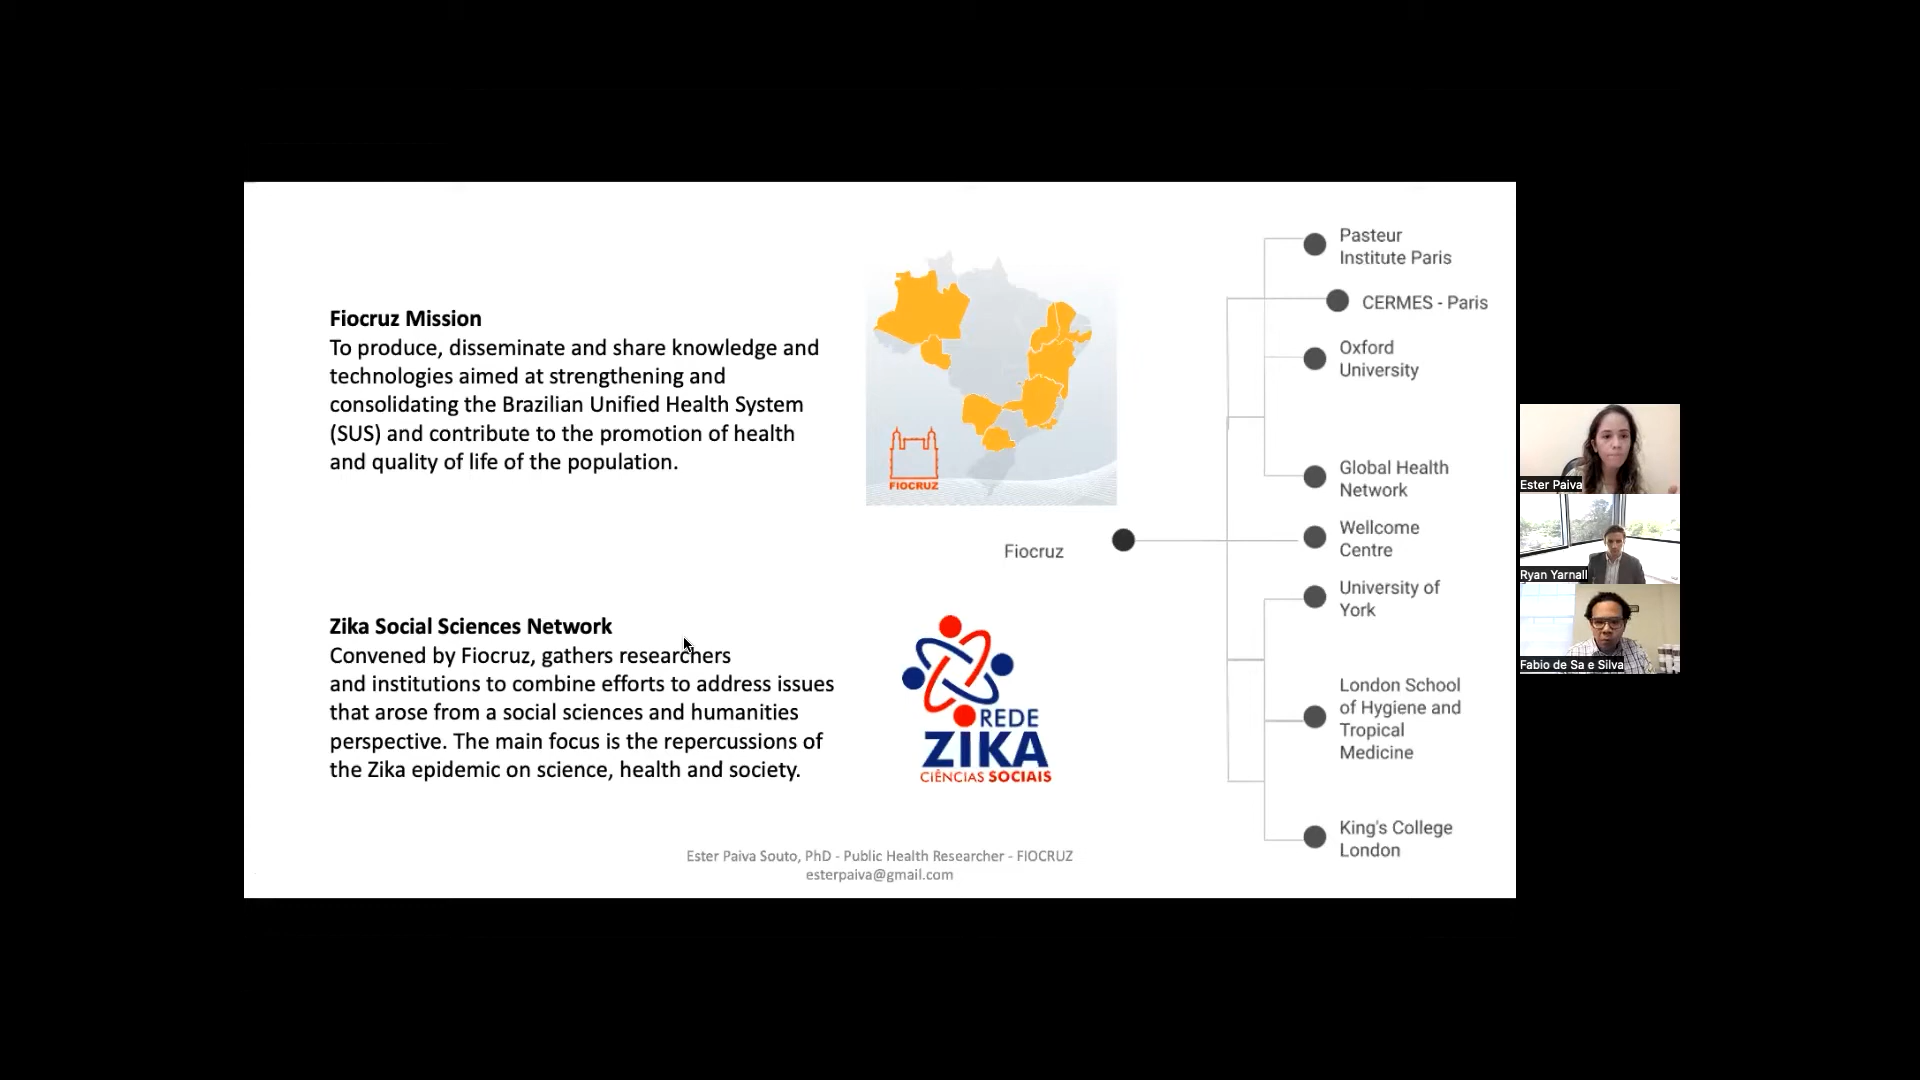 Fiocruz Mission
To produce, disseminate and share knowledge and
technologies aimed at strengthening and
consolidating the Brazilian Unified Health System
(SUS) and contribute to the promotion of health
and quality of life of the population.
Zika Social Sciences Network
Convened by Fiocruz, gathers researchers
and institutions to combine efforts to address issues
that arose from a social sciences and humanities
perspective. The main focus is the repercussions of
the Zika epidemic on science, health and society.
FIOCRUZ
REDE
ZIKA
CIÊNCIAS SOCIAIS
Fiocruz
Pasteur
Institute Paris
CERMES - Paris
Oxford
University
Global Health
Network
Wellcome
Centre
University of
York
London School
of Hygiene and
Tropical
Medicine
King's College
London
Ester Paiva Souto, PhD - Public Health Researcher - FIOCRUZ
esterpaiva@gmail.com
Ester Paiva
Ryan Yarnall
Fabio de Sa e Silva